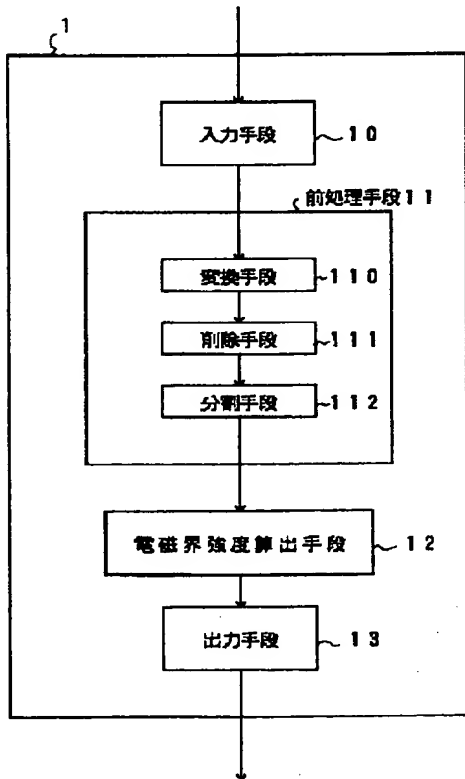 1
入力手段 10
前処理手段11
変換手段 110
削除手段 111
分割手段 112
電磁界強度算出手段 12
出力手段 13